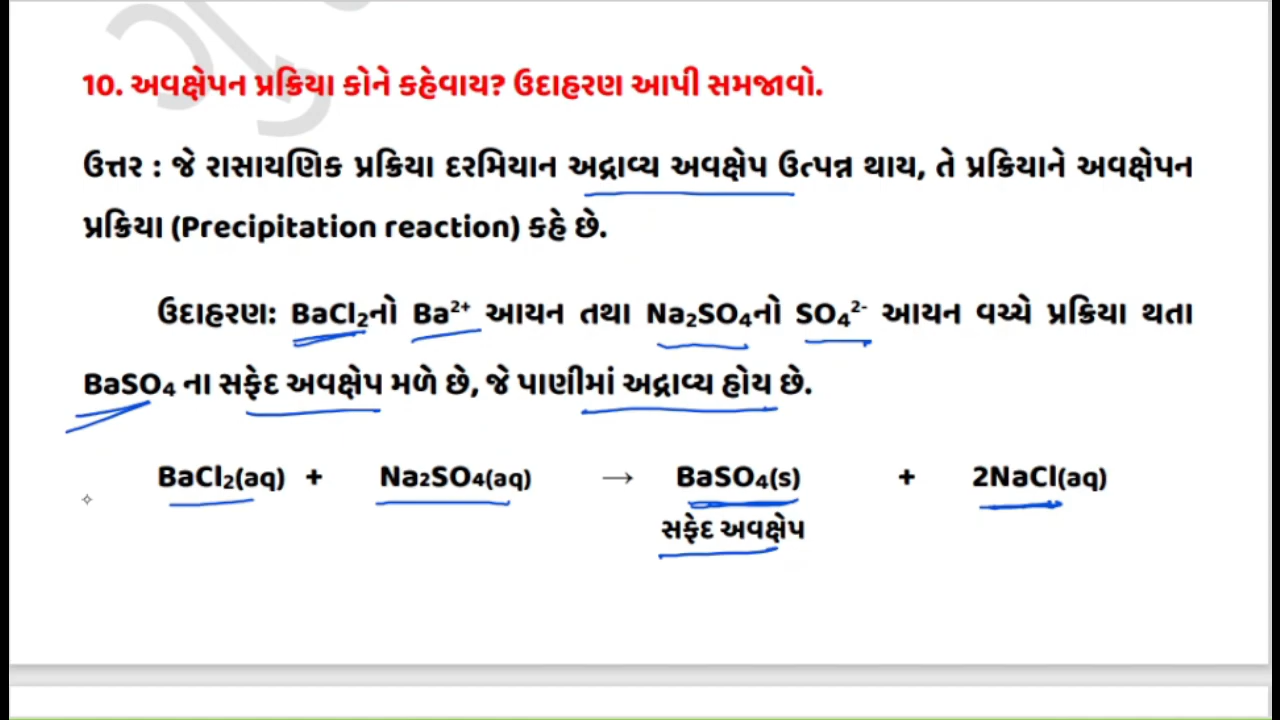 10. અવક્ષેપન પ્રક્રિયા કોને કહેવાય? ઉદાહરણ આપી સમજાવો.
ઉત્તર : જે રાસાયણિક પ્રક્રિયા દરમિયાન અદ્રાવ્ય અવક્ષેપ ઉત્પન્ન થાય, તે પ્રક્રિયાને અવક્ષેપન
પ્રક્રિયા (Precipitation reaction) કહે છે.
ઉદાહરણ: BaCl₂નો Ba²⁺ આયન તથા Na₂SO₄નો SO₄²⁻ આયન વચ્ચે પ્રક્રિયા થતા
BaSO₄ ના સફેદ અવક્ષેપ મળે છે, જે પાણીમાં અદ્રાવ્ય હોય છે.
BaCl₂(aq) + Na₂SO₄(aq) → BaSO₄(s) + 2NaCl(aq)
સફેદ અવક્ષેપ